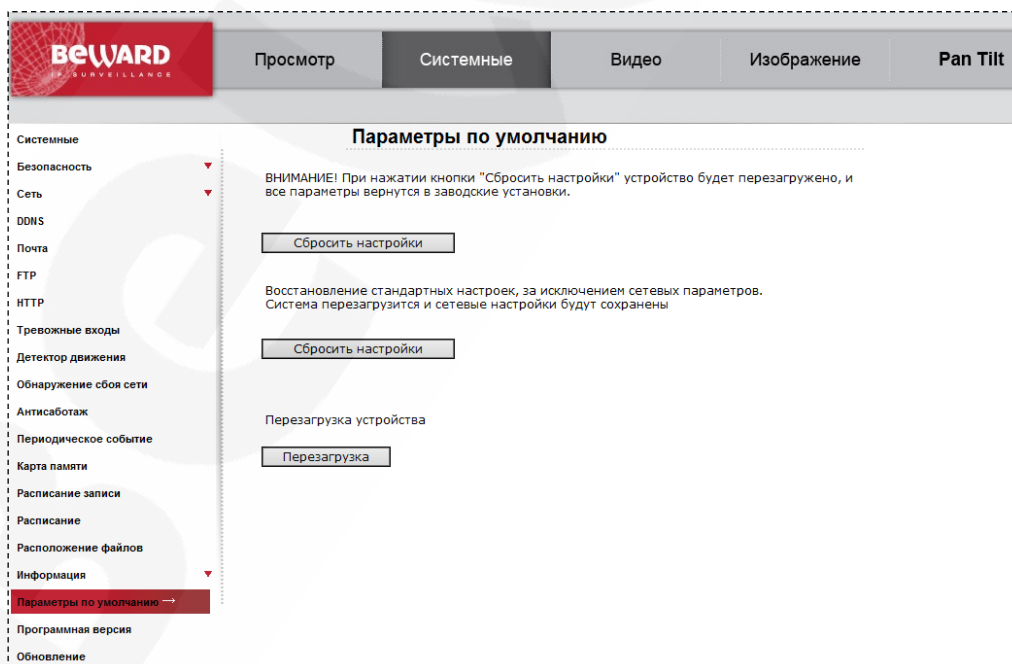 BEWARD
IP SURVEILLANCE
Просмотр
Системные
Видео
Изображение
Pan Tilt
Системные
Безопасность
Сеть
DDNS
Почта
FTP
HTTP
Тревожные входы
Детектор движения
Обнаружение сбоя сети
Антисаботаж
Периодическое событие
Карта памяти
Расписание записи
Расписание
Расположение файлов
Информация
Параметры по умолчанию →
Программная версия
Обновление
Параметры по умолчанию
ВНИМАНИЕ! При нажатии кнопки "Сбросить настройки" устройство будет перезагружено, и
все параметры вернутся в заводские установки.
Сбросить настройки
Восстановление стандартных настроек, за исключением сетевых параметров.
Система перезагрузится и сетевые настройки будут сохранены
Сбросить настройки
Перезагрузка устройства
Перезагрузка